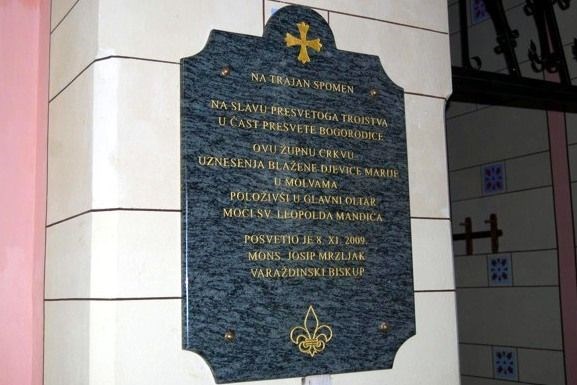 NA TRAJAN SPOMEN
NA SLAVU PRESVETOGA TROJSTVA
U ČAST PRESVETE BOGORODICE
OVU ŽUPNU CRKVU
UZNESENJA BLAŽENE DJEVICE MARIJE
U MOLVAMA
POLOŽIVŠI U GLAVNI OLTAR
MOĆI SV. LEOPOLDA MANDIĆA
POSVETIO JE 8. XI. 2009.
MONS. JOSIP MRZLJAK
VARAŽDINSKI BISKUP